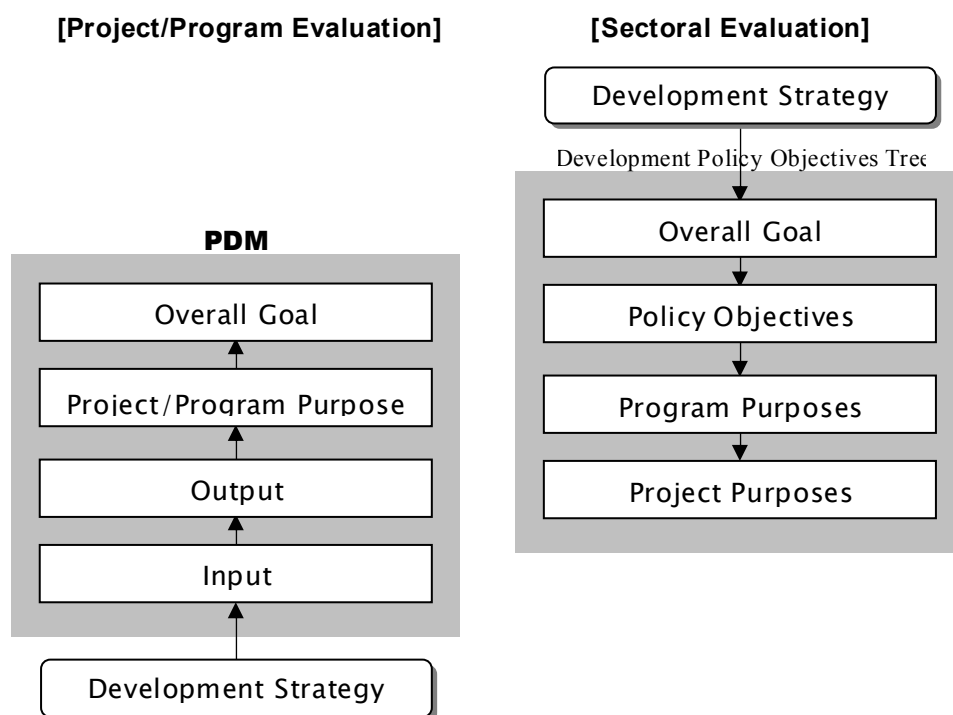 [Project/Program Evaluation]
PDM
Overall Goal
Project/Program Purpose
Output
Input
Development Strategy
[Sectoral Evaluation]
Development Strategy
Development Policy Objectives Tree
Overall Goal
Policy Objectives
Program Purposes
Project Purposes